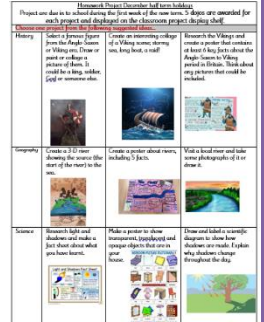 Homework Project December half term holidays
Project are due in to school during the first week of the new term. 5 dojos are awarded for
each project and displayed on the classroom project display shelf.
Choose one project from the following suggested ideas...
History
Select a famous figure
from the Anglo Saxon
or Viking era. Draw or
paint or collage a
picture of them. It
could be a king, soldier,
God or someone else.
Create an interesting collage
of a Viking scene; stormy
sea, long boat, a raid!
Research the Vikings and
create a poster that contains
at least 6 key facts about the
Anglo-Saxon to Viking
period in Britain. Think about
any pictures that could be
included.
Geography
Create a 3-D river
showing the source (the
start of the river) to the
sea.
Create a poster about rivers,
including 5 facts.
Visit a local river and take
some photographs of it or
draw it.
Science
Research light and
shadows and make a
fact sheet about what
you have learnt.
Make a poster to show
transparent, translucent and
opaque objects that are in
your
house.
Draw and label a scientific
diagram to show how
shadows are made. Explain
why shadows change
throughout the day.
Light and Shadows Fact Sheet